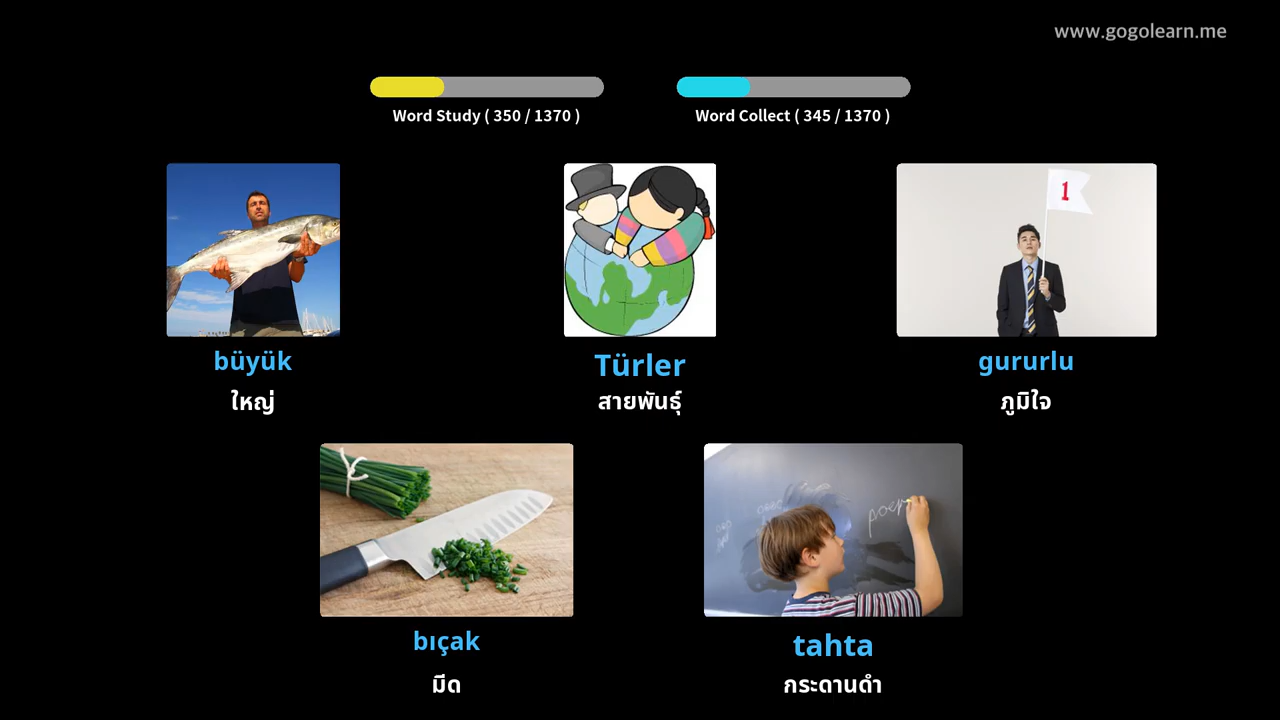 www.gogolearn.me
Word Study ( 350 / 1370 )
Word Collect ( 345 / 1370 )
1
büyük
ใหญ่
Türler
สายพันธุ์
gururlu
ภูมิใจ
poem
bıçak
มีด
tahta
กระดานดำ